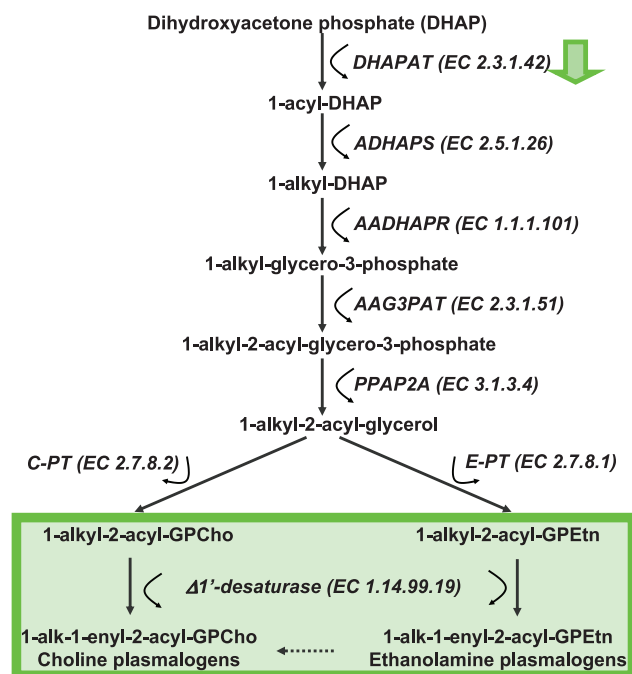 Dihydroxyacetone phosphate (DHAP)
DHAPAT (EC 2.3.1.42)
1-acyl-DHAP
ADHAPS (EC 2.5.1.26)
1-alkyl-DHAP
AADHAPR (EC 1.1.1.101)
1-alkyl-glycero-3-phosphate
AAG3PAT (EC 2.3.1.51)
1-alkyl-2-acyl-glycero-3-phosphate
PPAP2A (EC 3.1.3.4)
1-alkyl-2-acyl-glycerol
C-PT (EC 2.7.8.2)
E-PT (EC 2.7.8.1)
1-alkyl-2-acyl-GPCho
1-alkyl-2-acyl-GPEtn
Δ1'-desaturase (EC 1.14.99.19)
1-alk-1-enyl-2-acyl-GPCho
Choline plasmalogens
1-alk-1-enyl-2-acyl-GPEtn
Ethanolamine plasmalogens